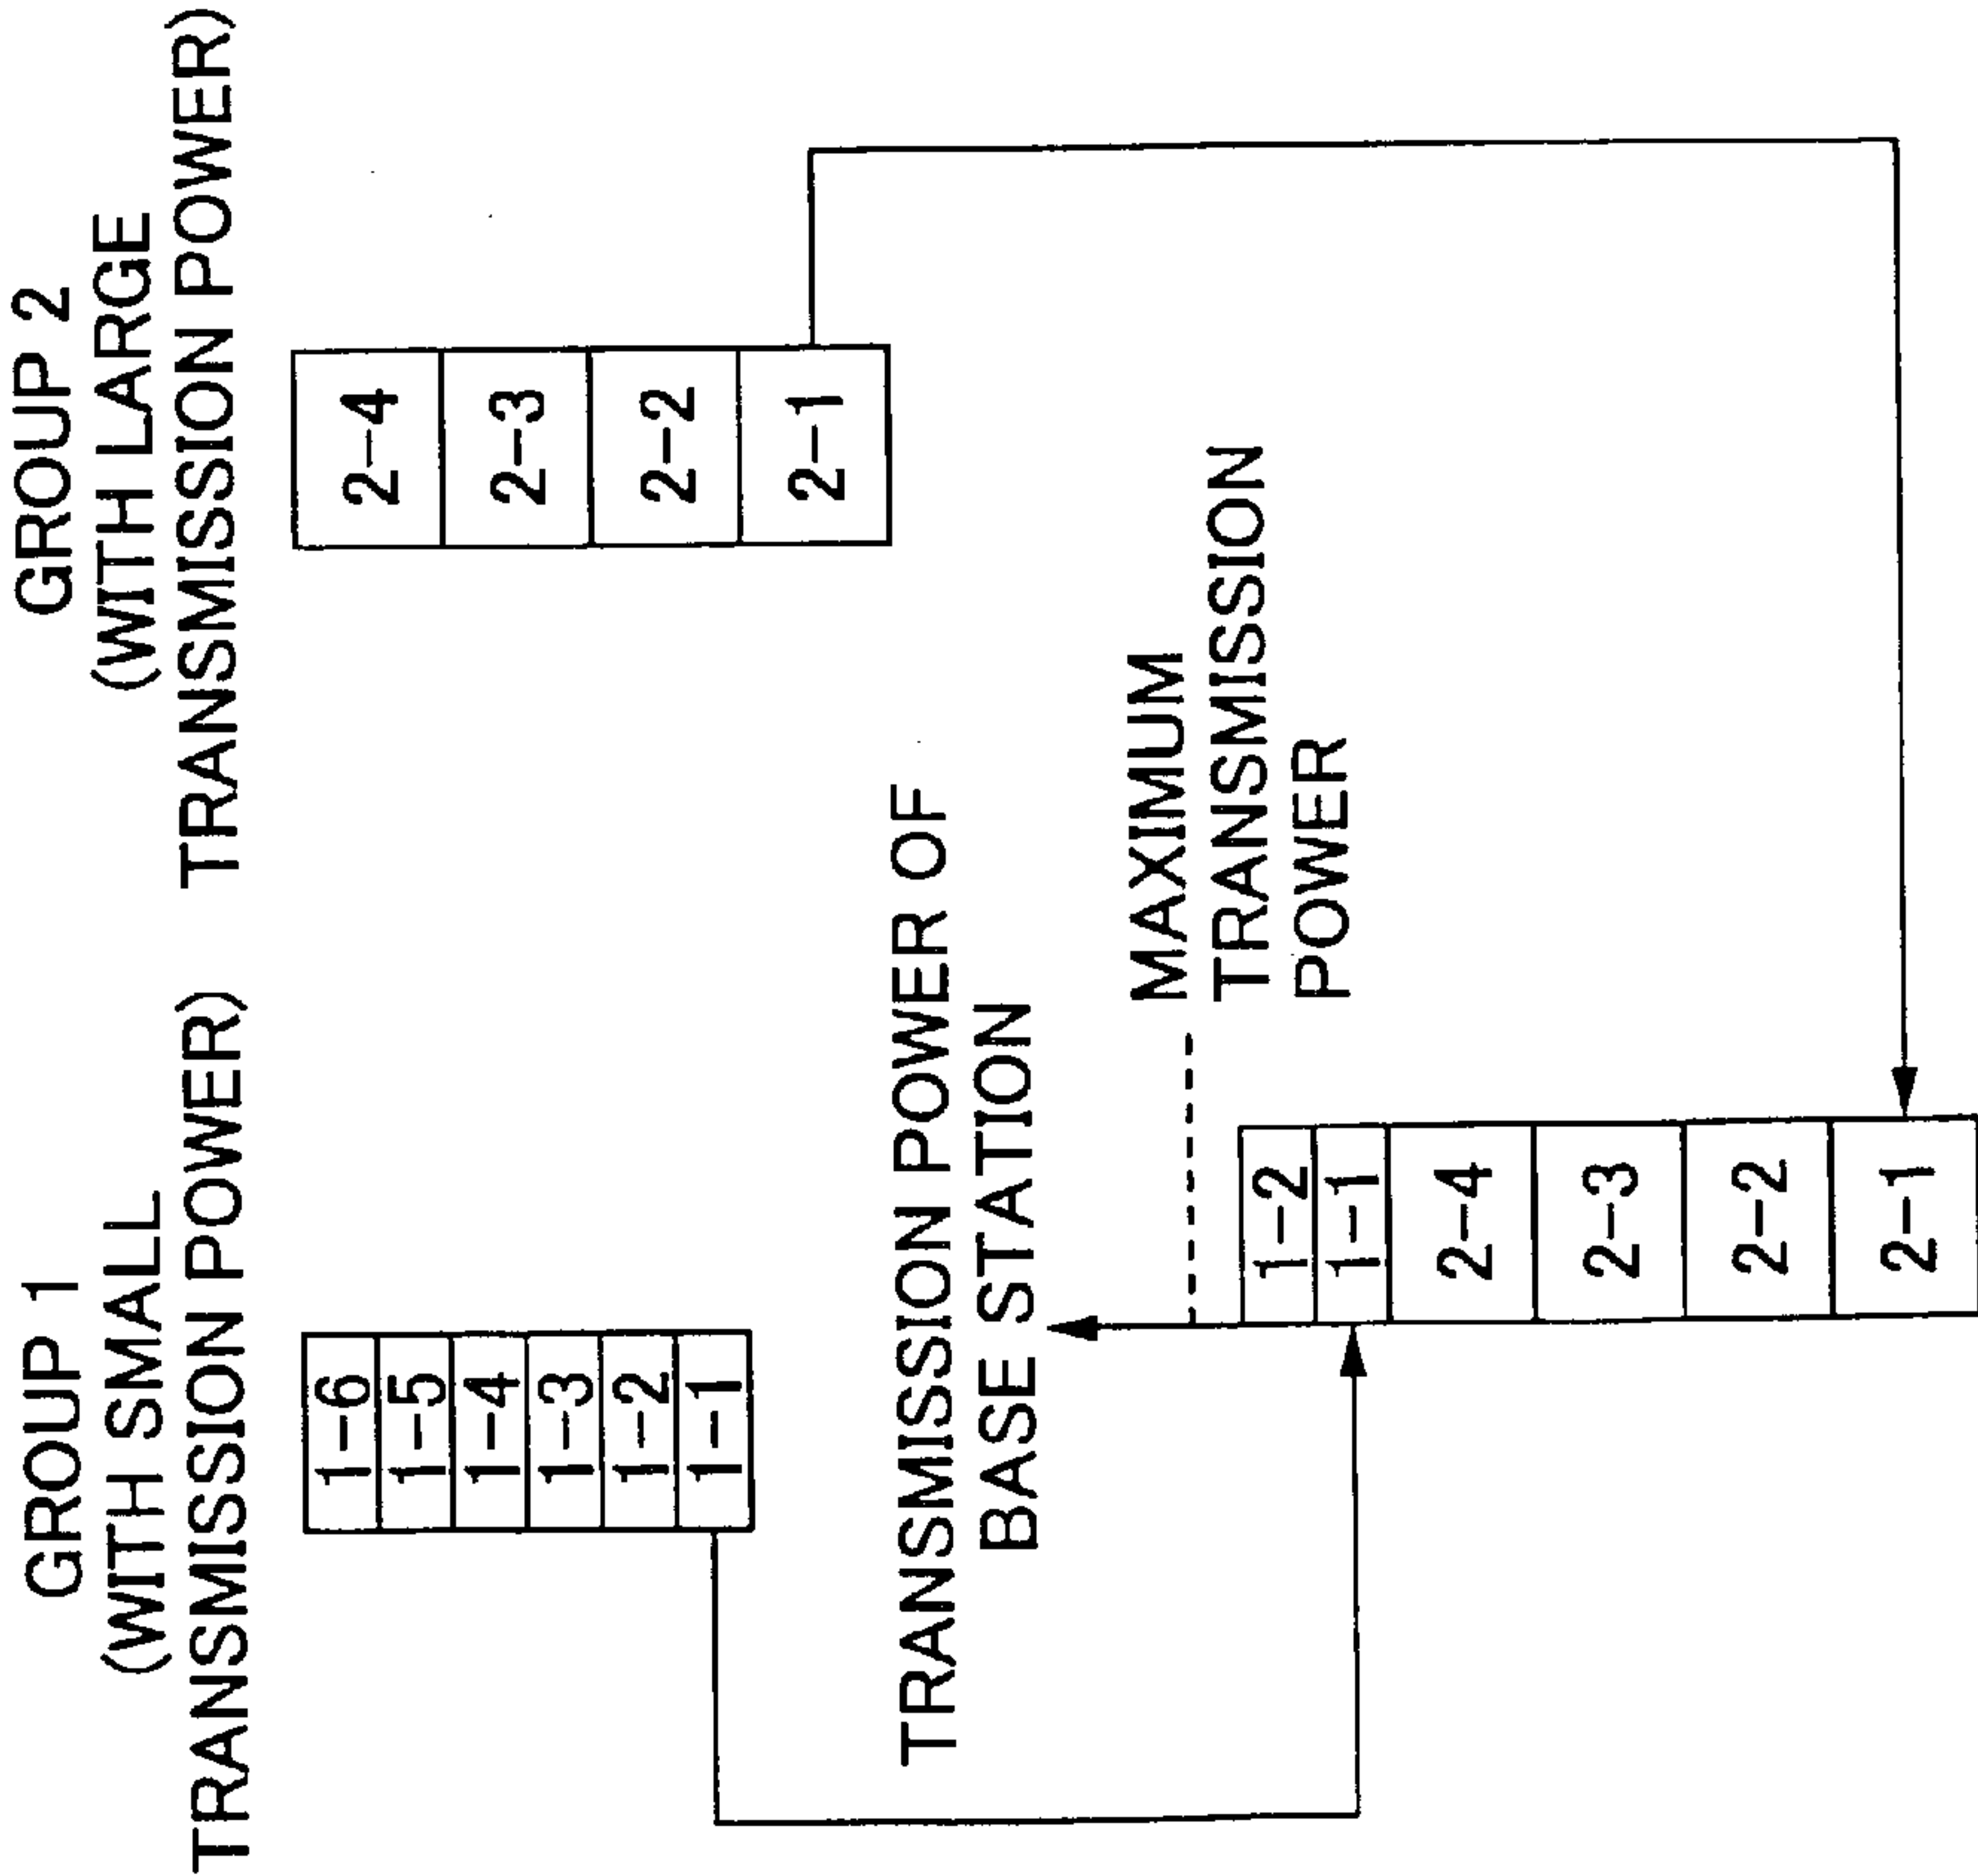 GROUP 1
(WITH SMALL
TRANSMISSION POWER)
1-6
1-5
1-4
1-3
1-2
1-1
GROUP 2
(WITH LARGE
TRANSMISSION POWER)
2-4
2-3
2-2
2-1
TRANSMISSION POWER OF
BASE STATION
MAXIMUM
TRANSMISSION
POWER
1-2
1-1
2-4
2-3
2-2
2-1